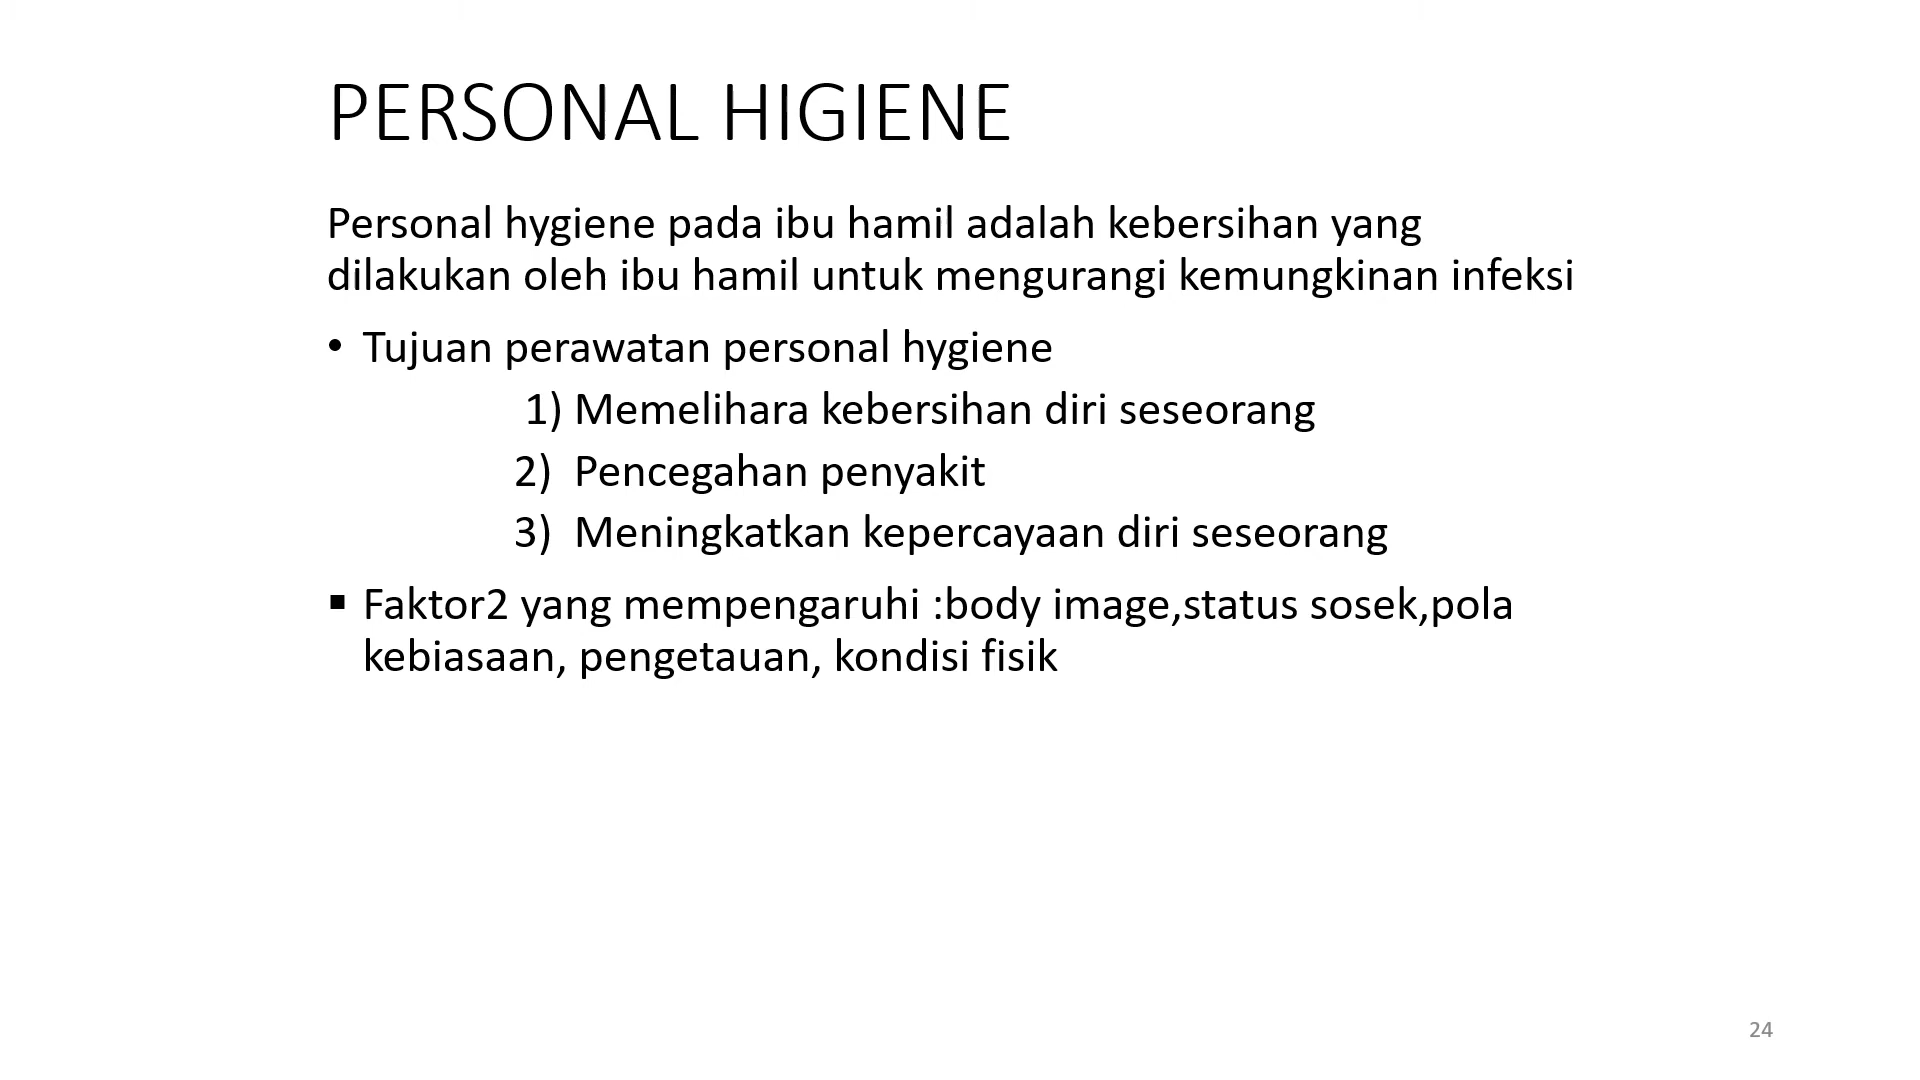 PERSONAL HIGIENE
Personal hygiene pada ibu hamil adalah kebersihan yang
dilakukan oleh ibu hamil untuk mengurangi kemungkinan infeksi
• Tujuan perawatan personal hygiene
1) Memelihara kebersihan diri seseorang
2) Pencegahan penyakit
3) Meningkatkan kepercayaan diri seseorang
▪ Faktor2 yang mempengaruhi :body image,status sosek,pola
kebiasaan, pengetauan, kondisi fisik
24